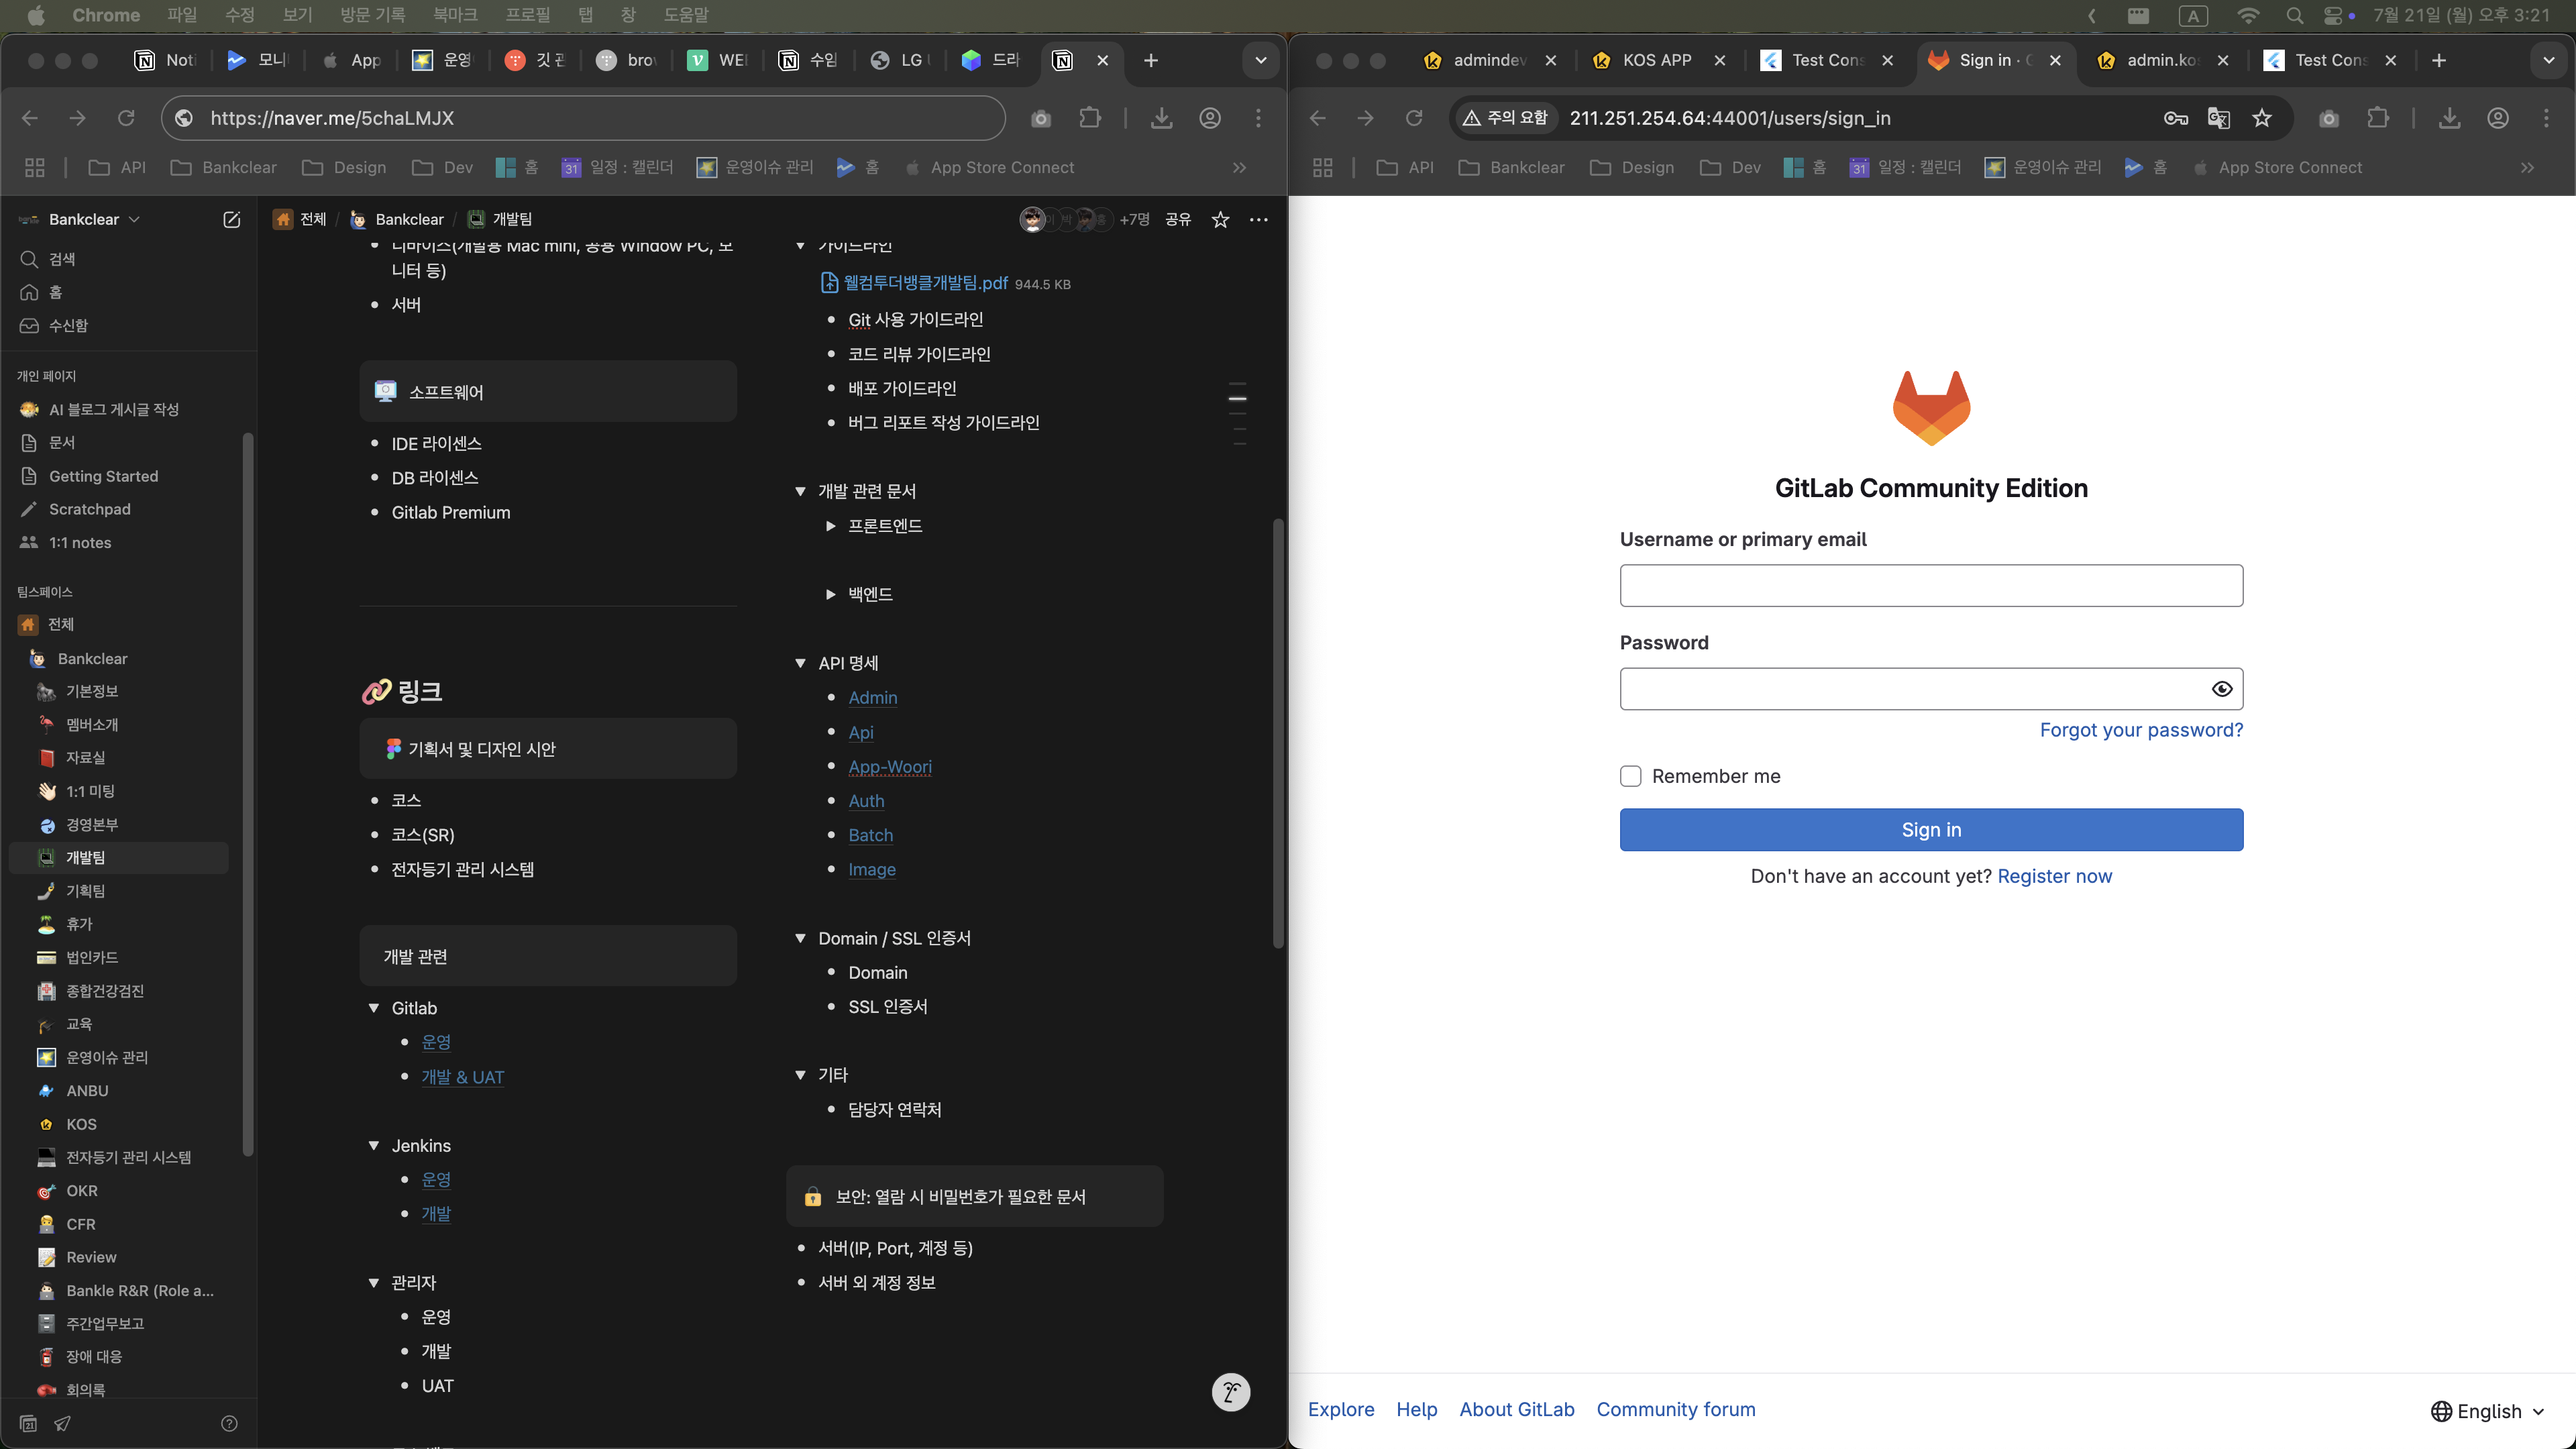 Chrome 파일 수정 보기 방문 기록 북마크 프로필 탭 창 도움말
A 7월 21일 (월) 오후 3:21
Noti 모니 App 운영 깃 관 brow WEI 수임 LG 드라
https://naver.me/5chaLMJX
API Bankclear Design Dev 홈 31 일정 : 캘린더 운영이슈 관리 홈 App Store Connect
Bankclear
검색
홈
수신함
개인 페이지
AI 블로그 게시글 작성
문서
Getting Started
Scratchpad
1:1 notes
팀스페이스
전체
Bankclear
기본정보
멤버소개
자료실
1:1 미팅
경영본부
개발팀
기획팀
휴가
법인카드
종합건강검진
교육
운영이슈 관리
ANBU
KOS
전자등기 관리 시스템
OKR
CFR
Review
Bankle R&R (Role a...
주간업무보고
장애 대응
회의록
전체 / Bankclear / 개발팀
+7명 공유
디바이스(개발용 Mac mini, 공용 Window PC, 모니터 등)
서버
소프트웨어
IDE 라이센스
DB 라이센스
Gitlab Premium
링크
기획서 및 디자인 시안
코스
코스(SR)
전자등기 관리 시스템
개발 관련
Gitlab
운영
개발 & UAT
Jenkins
운영
개발
관리자
운영
개발
UAT
가이드라인
웰컴투더뱅클개발팀.pdf 944.5 KB
Git 사용 가이드라인
코드 리뷰 가이드라인
배포 가이드라인
버그 리포트 작성 가이드라인
개발 관련 문서
프론트엔드
백엔드
API 명세
Admin
Api
App-Woori
Auth
Batch
Image
Domain / SSL 인증서
Domain
SSL 인증서
기타
담당자 연락처
보안: 열람 시 비밀번호가 필요한 문서
서버(IP, Port, 계정 등)
서버 외 계정 정보
admindev KOS APP Test Cons Sign in · G admin.kos Test Cons
주의 요함 211.251.254.64:44001/users/sign_in
API Bankclear Design Dev 홈 31 일정 : 캘린더 운영이슈 관리 홈 App Store Connect
GitLab Community Edition
Username or primary email
Password
Forgot your password?
Remember me
Sign in
Don't have an account yet? Register now
Explore Help About GitLab Community forum
English